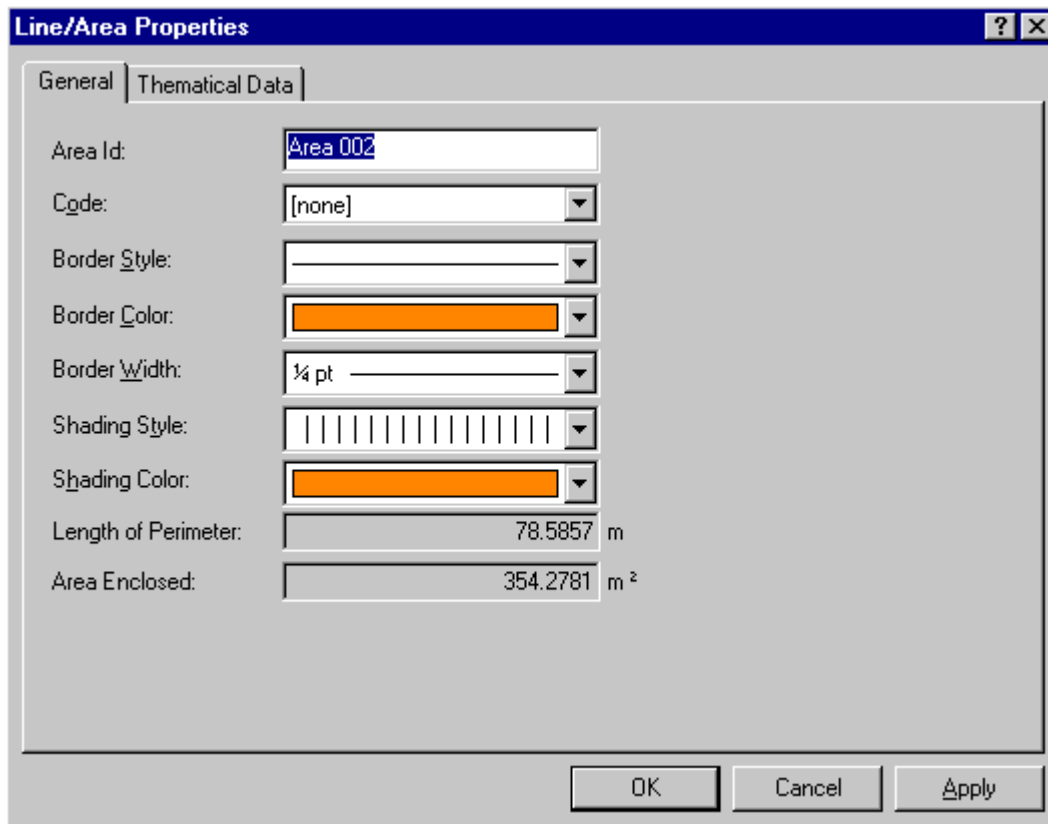 Line/Area Properties
General Thematical Data
Area Id: Area 002
Code: [none]
Border Style:
Border Color:
Border Width: ¼ pt
Shading Style:
Shading Color:
Length of Perimeter: 78.5857 m
Area Enclosed: 354.2781 m ²
OK Cancel Apply